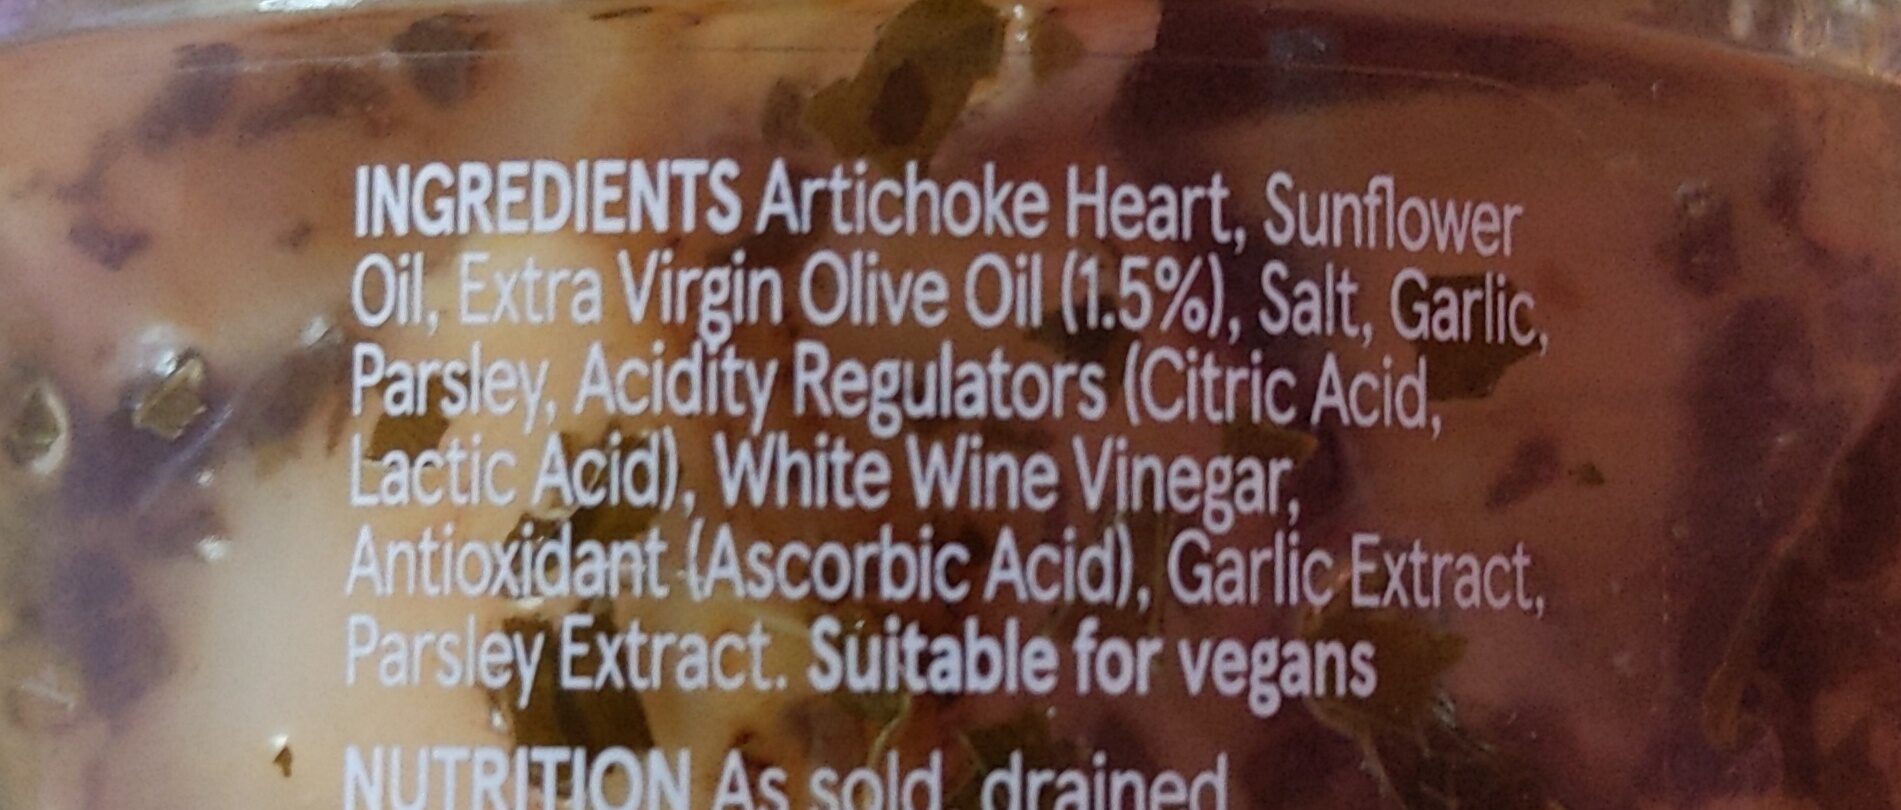 INGREDIENTS Artichoke Heart, Sunflower
Oil, Extra Virgin Olive Oil (1.5%), Salt, Garlic,
Parsley, Acidity Regulators (Citric Acid,
Lactic Acid), White Wine Vinegar,
Antioxidant (Ascorbic Acid), Garlic Extract,
Parsley Extract. Suitable for vegans
NUTRITION As sold, drained